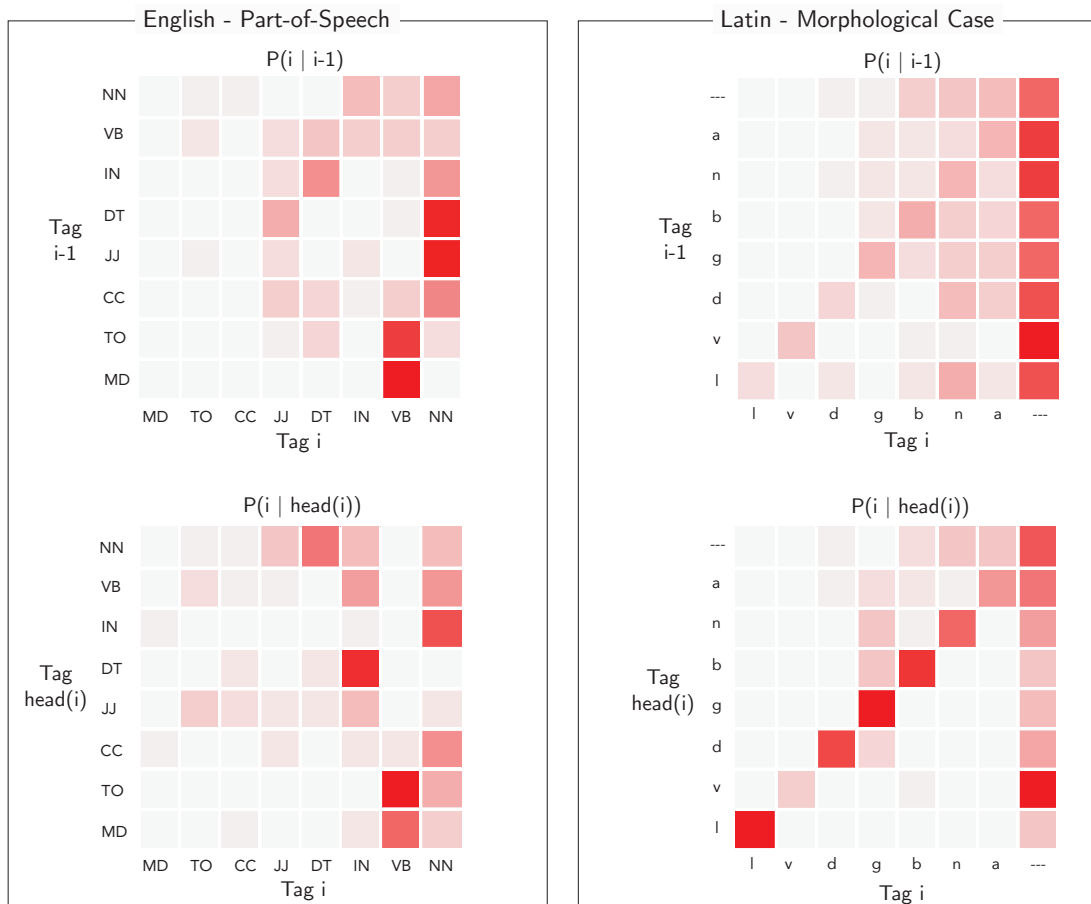 English - Part-of-Speech
P(i | i-1)
NN
VB
IN
DT
JJ
CC
TO
MD
Tag
i-1
MD TO CC JJ DT IN VB NN
Tag i
P(i | head(i))
NN
VB
IN
DT
JJ
CC
TO
MD
Tag
head(i)
MD TO CC JJ DT IN VB NN
Tag i
Latin - Morphological Case
P(i | i-1)
---
a
n
b
g
d
v
l
Tag
i-1
l v d g b n a ---
Tag i
P(i | head(i))
---
a
n
b
g
d
v
l
Tag
head(i)
l v d g b n a ---
Tag i